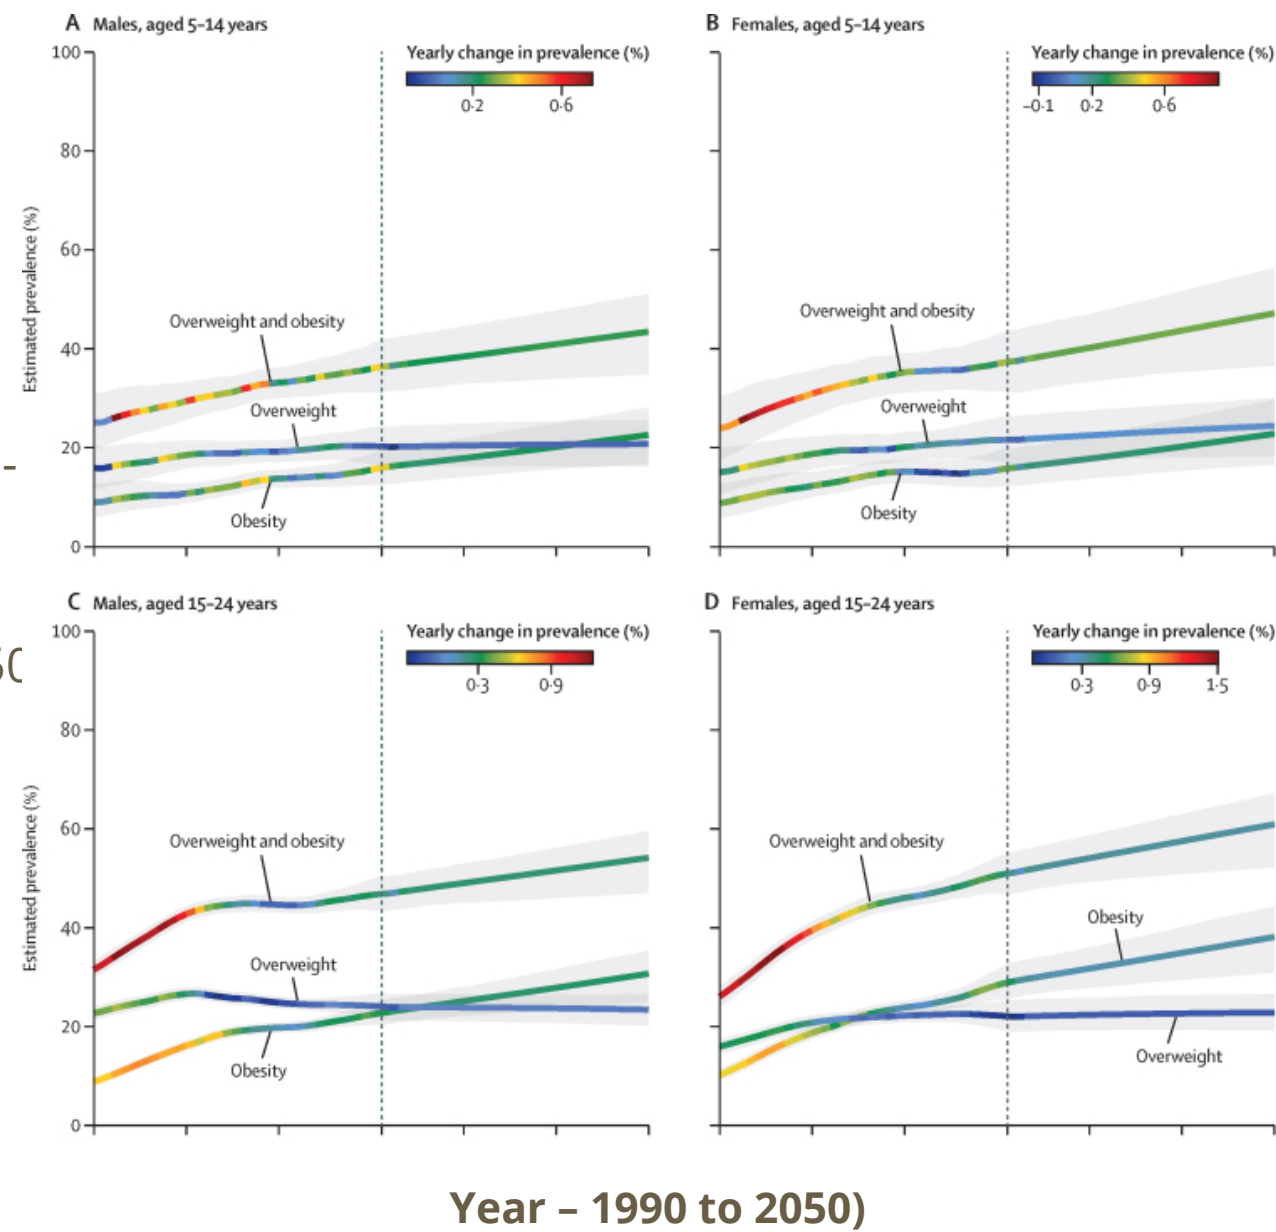 A Males, aged 5–14 years
Yearly change in prevalence (%)
0·2 0·6
100
80
60
40
20
0
Estimated prevalence (%)
Overweight and obesity
Overweight
Obesity
B Females, aged 5–14 years
Yearly change in prevalence (%)
–0·1 0·2 0·6
Overweight and obesity
Overweight
Obesity
C Males, aged 15–24 years
Yearly change in prevalence (%)
0·3 0·9
100
80
60
40
20
0
Estimated prevalence (%)
Overweight and obesity
Overweight
Obesity
D Females, aged 15–24 years
Yearly change in prevalence (%)
0·3 0·9 1·5
Overweight and obesity
Obesity
Overweight
Year – 1990 to 2050)